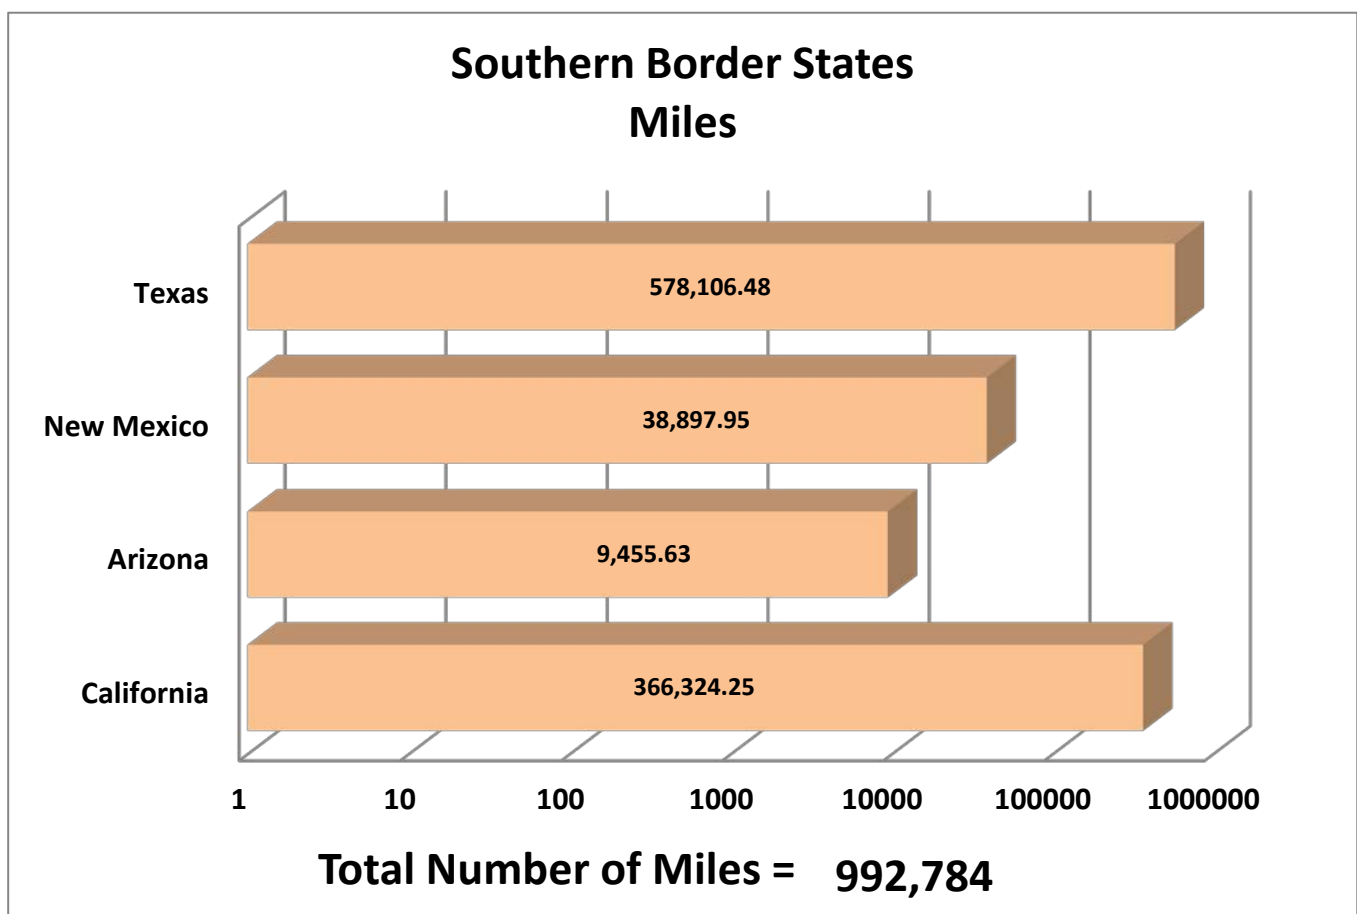 Southern Border States
Miles
Texas
578,106.48
New Mexico
38,897.95
Arizona
9,455.63
California
366,324.25
1 10 100 1000 10000 100000 1000000
Total Number of Miles = 992,784